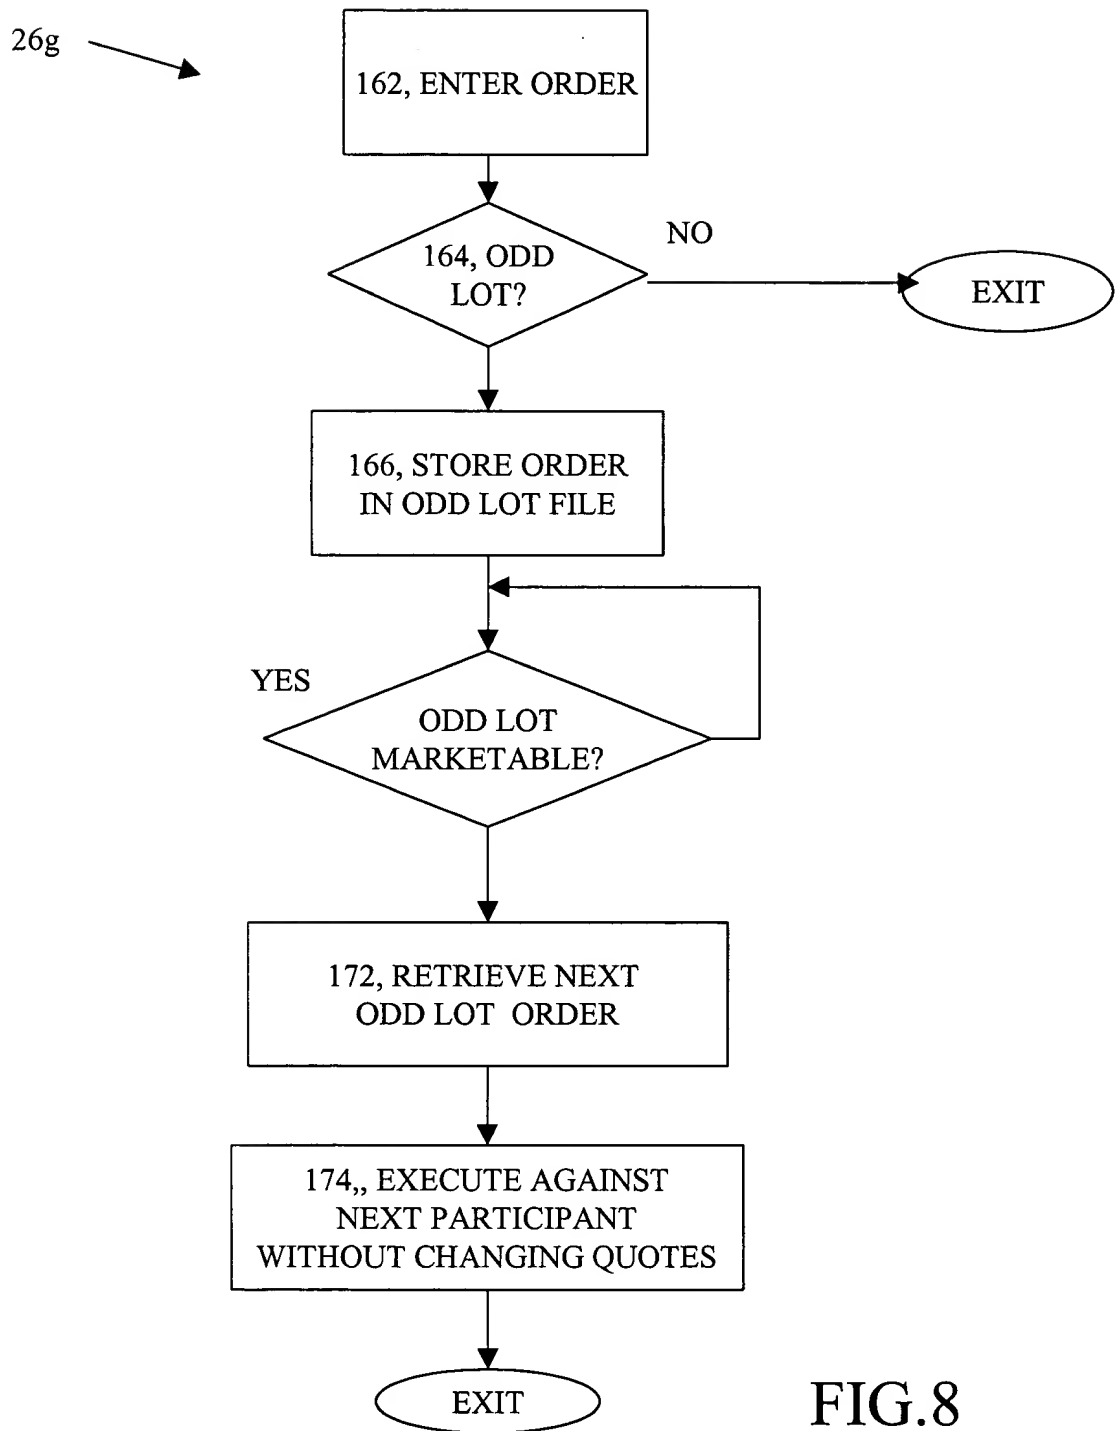 26g
162, ENTER ORDER
164, ODD
LOT?
NO
EXIT
166, STORE ORDER
IN ODD LOT FILE
YES
ODD LOT
MARKETABLE?
172, RETRIEVE NEXT
ODD LOT ORDER
174,, EXECUTE AGAINST
NEXT PARTICIPANT
WITHOUT CHANGING QUOTES
EXIT
FIG.8